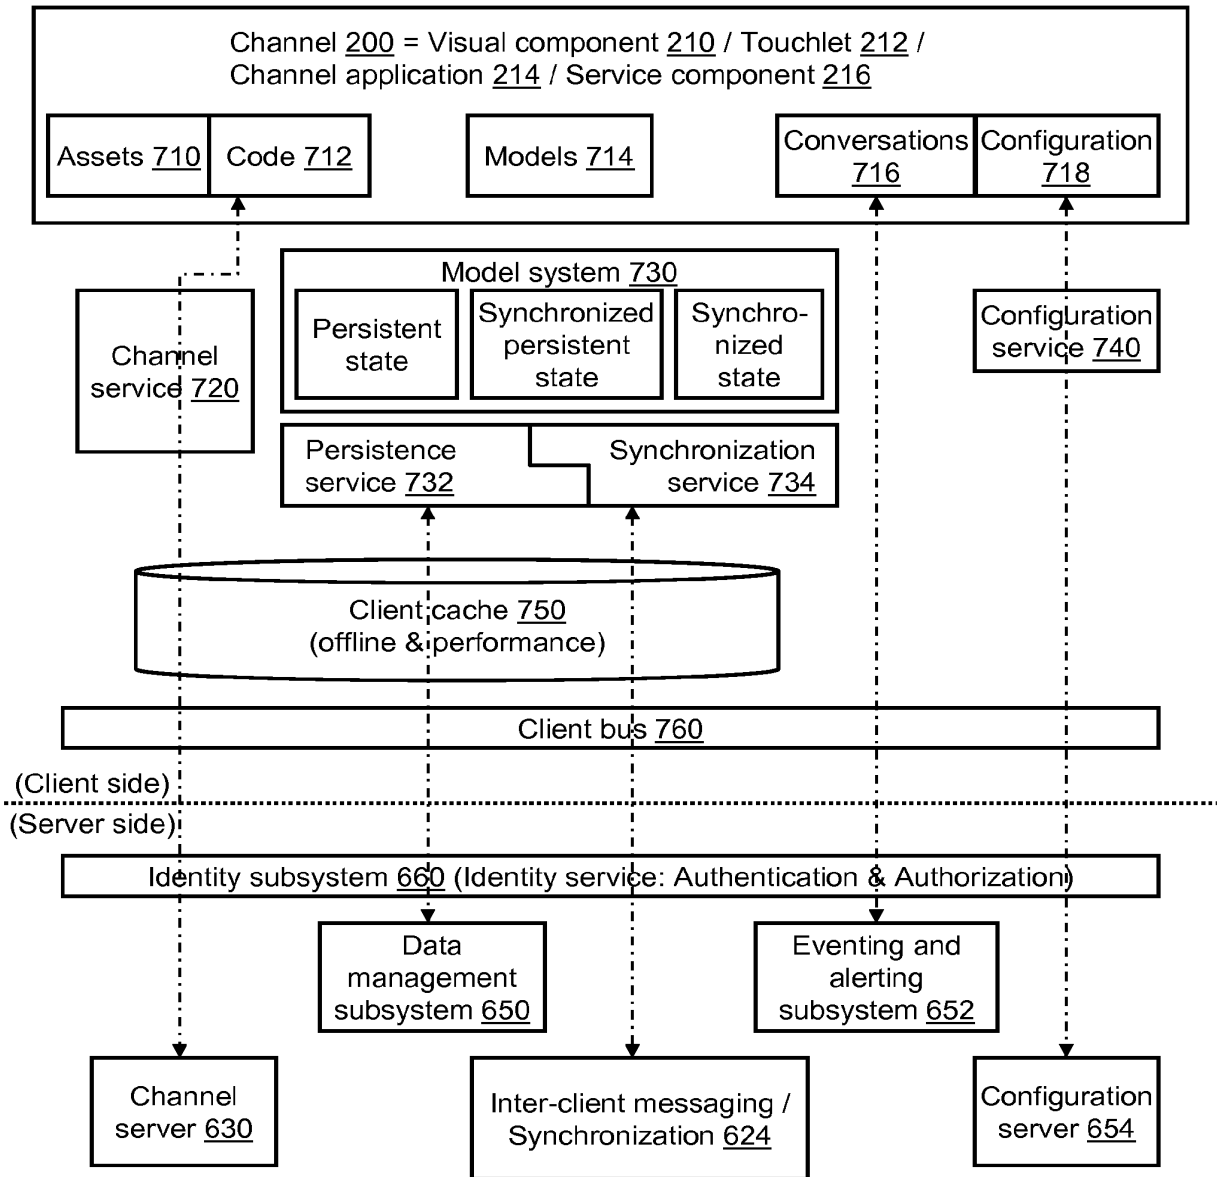 Channel 200 = Visual component 210 / Touchlet 212 /
Channel application 214 / Service component 216
Assets 710
Code 712
Models 714
Conversations
716
Configuration
718
Model system 730
Persistent
state
Synchronized
persistent
state
Synchro-
nized
state
Channel
service 720
Configuration
service 740
Persistence
service 732
Synchronization
service 734
Client cache 750
(offline & performance)
Client bus 760
(Client side)
(Server side)
Identity subsystem 660 (Identity service: Authentication & Authorization)
Data
management
subsystem 650
Eventing and
alerting
subsystem 652
Channel
server 630
Inter-client messaging /
Synchronization 624
Configuration
server 654